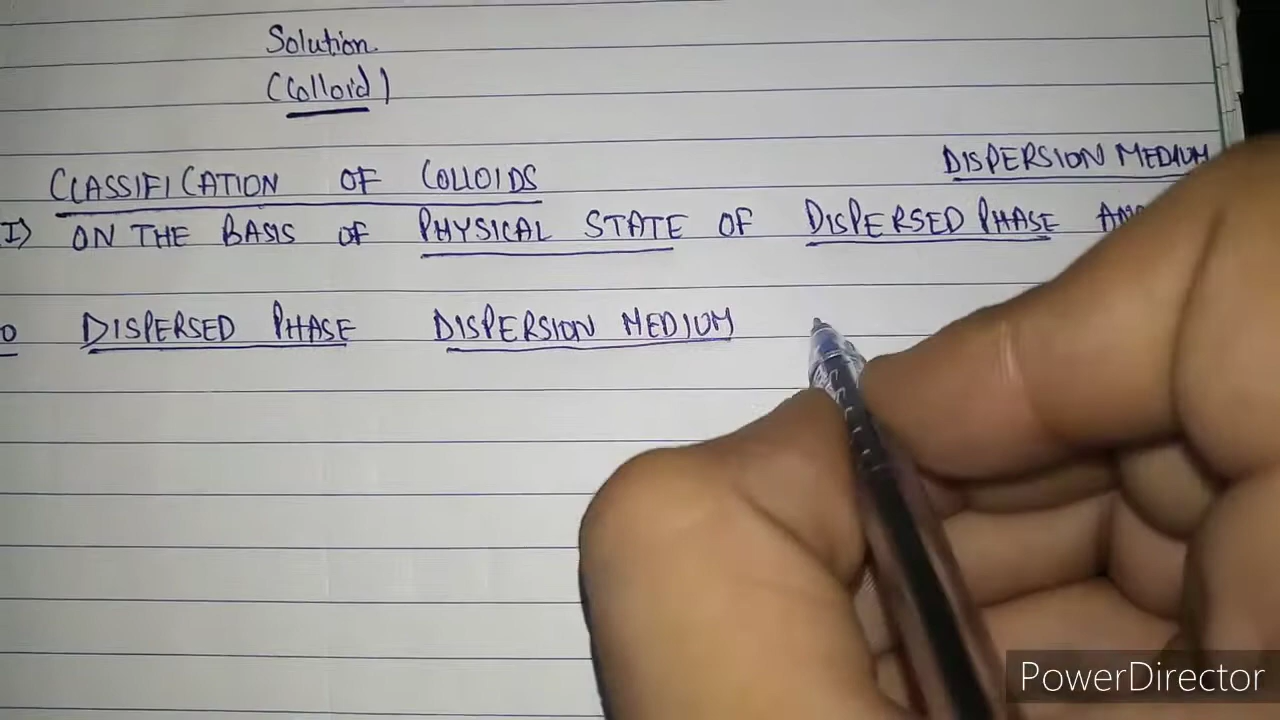 Solution.
(Colloid)
CLASSIFICATION OF COLLOIDS
DISPERSION MEDIUM
I) ON THE BASIS OF PHYSICAL STATE OF DISPERSED PHASE
DISPERSED PHASE DISPERSION MEDIUM
PowerDirector